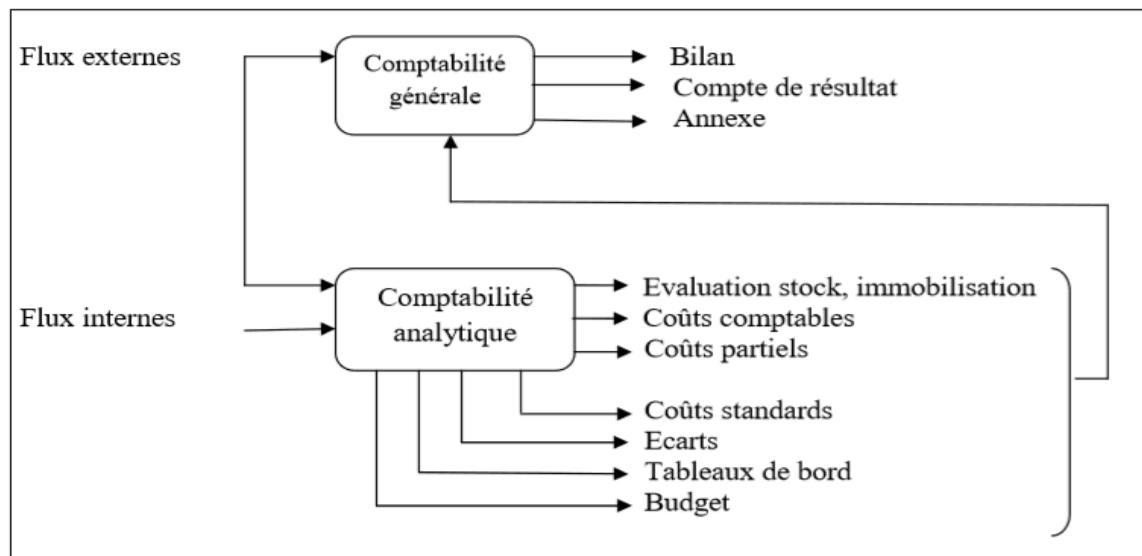 Flux externes
Comptabilité
générale
Bilan
Compte de résultat
Annexe
Flux internes
Comptabilité
analytique
Evaluation stock, immobilisation
Coûts comptables
Coûts partiels
Coûts standards
Ecarts
Tableaux de bord
Budget